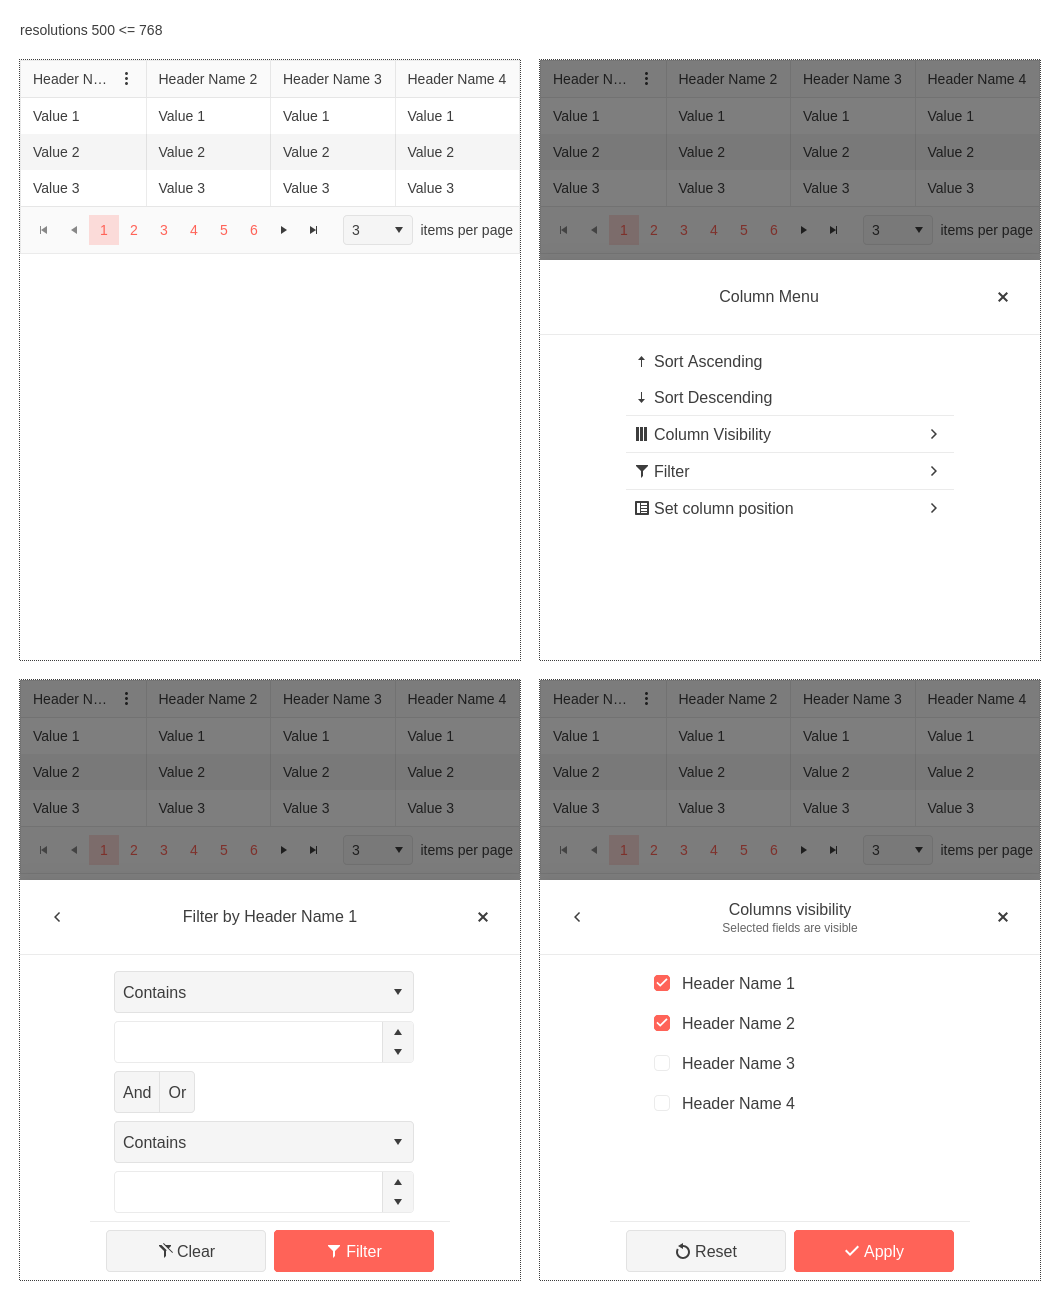 resolutions 500 <= 768
Header N... Header Name 2 Header Name 3 Header Name 4
Value 1 Value 1 Value 1 Value 1
Value 2 Value 2 Value 2 Value 2
Value 3 Value 3 Value 3 Value 3
1 2 3 4 5 6 3 items per page
Header N... Header Name 2 Header Name 3 Header Name 4
Value 1 Value 1 Value 1 Value 1
Value 2 Value 2 Value 2 Value 2
Value 3 Value 3 Value 3 Value 3
1 2 3 4 5 6 3 items per page
Column Menu
Sort Ascending
Sort Descending
Column Visibility
Filter
Set column position
Header N... Header Name 2 Header Name 3 Header Name 4
Value 1 Value 1 Value 1 Value 1
Value 2 Value 2 Value 2 Value 2
Value 3 Value 3 Value 3 Value 3
1 2 3 4 5 6 3 items per page
Filter by Header Name 1
Contains
And Or
Contains
Clear Filter
Header N... Header Name 2 Header Name 3 Header Name 4
Value 1 Value 1 Value 1 Value 1
Value 2 Value 2 Value 2 Value 2
Value 3 Value 3 Value 3 Value 3
1 2 3 4 5 6 3 items per page
Columns visibility
Selected fields are visible
Header Name 1
Header Name 2
Header Name 3
Header Name 4
Reset Apply